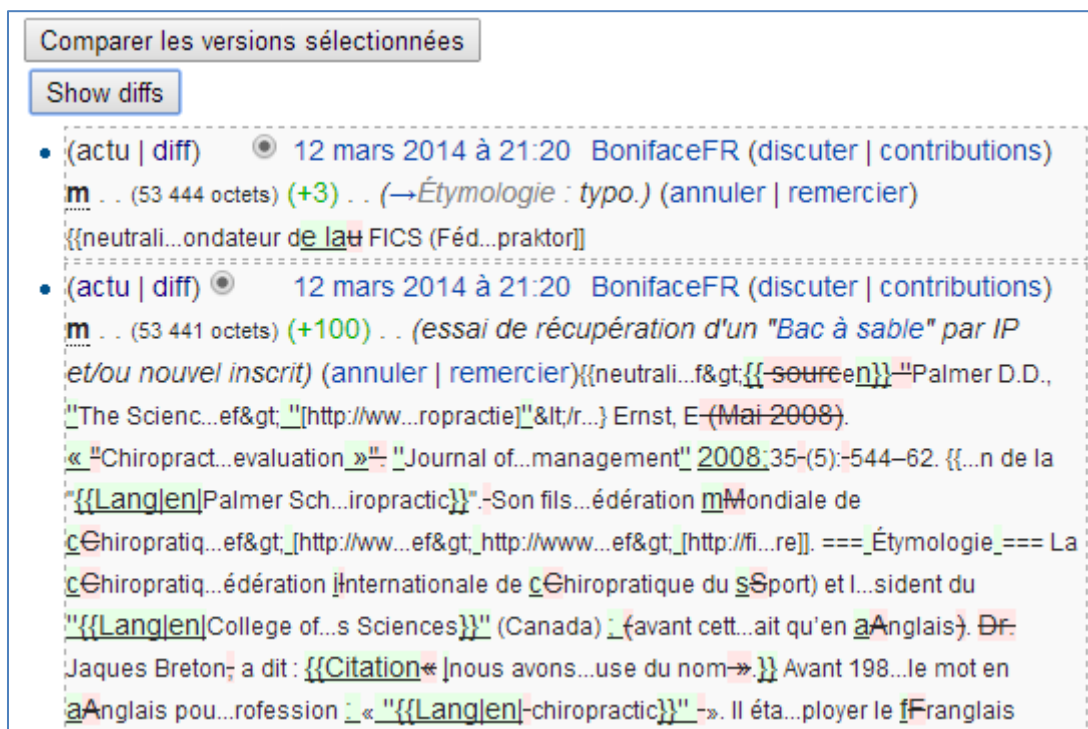 Comparer les versions sélectionnées
Show diffs
• (actu | diff) 12 mars 2014 à 21:20 BonifaceFR (discuter | contributions)
m . . (53 444 octets) (+3) . . (→Étymologie : typo.) (annuler | remercier)
{{neutrali...ondateur de lau FICS (Féd...praktor]]
• (actu | diff) 12 mars 2014 à 21:20 BonifaceFR (discuter | contributions)
m . . (53 441 octets) (+100) . . (essai de récupération d'un "Bac à sable" par IP
et/ou nouvel inscrit) (annuler | remercier){{neutrali...f&gt;{{ sourcen}} "Palmer D.D.,
"The Scienc...ef&gt; "[http://ww...ropractie]"&lt;/r...} Ernst, E (Mai 2008).
« "Chiropract...evaluation »". "Journal of...management" 2008;35-(5):-544–62. {{...n de la
"{{Lang|en|Palmer Sch...iropractic}}".-Son fils...édération mMondiale de
cChiropratiq...ef&gt; [http://ww...ef&gt; http://www...ef&gt; [http://fi...re]]. === Étymologie === La
cChiropratiq...édération iInternationale de cChiropratique du sSport) et l...sident du
"{{Lang|en|College of...s Sciences}}" (Canada) : (avant cett...ait qu'en aAnglais). Dr.
Jaques Breton, a dit : {{Citation« |nous avons...use du nom ».}} Avant 198...le mot en
aAnglais pou...rofession : « "{{Lang|en|-chiropractic}}" -». Il éta...ployer le fFranglais